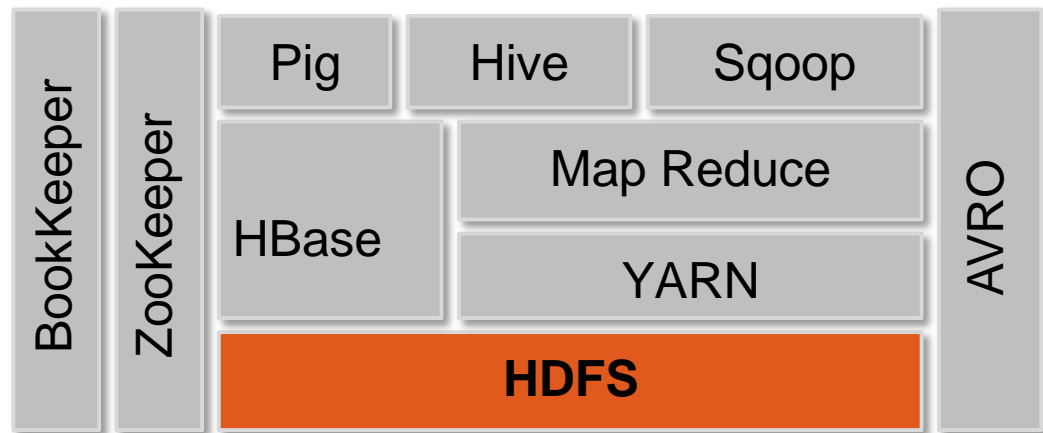 BookKeeper
ZooKeeper
Pig
Hive
Sqoop
HBase
Map Reduce
YARN
HDFS
AVRO